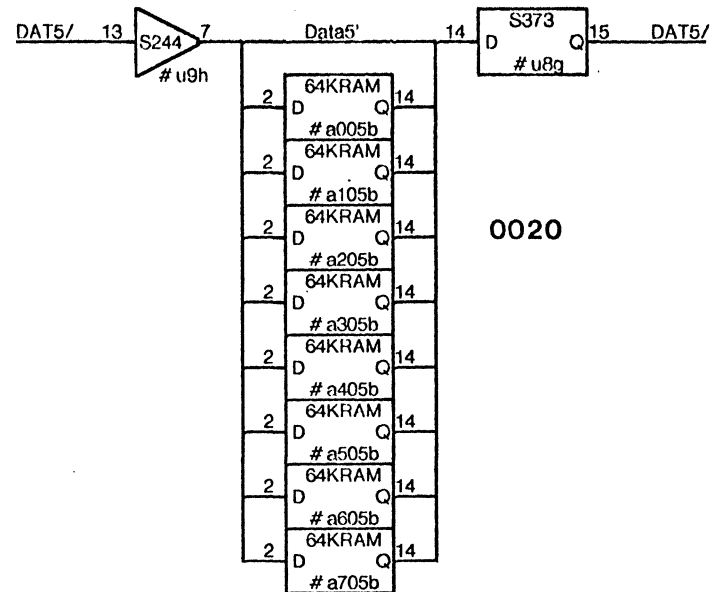 DAT5/ 13 S244 7 Data5' 14 S373 15 DAT5/
D Q
# u9h # u8g
64KRAM
2 D Q 14
# a005b
64KRAM
2 D Q 14
# a105b
64KRAM
2 D Q 14
# a205b
0020
64KRAM
2 D Q 14
# a305b
64KRAM
2 D Q 14
# a405b
64KRAM
2 D Q 14
# a505b
64KRAM
2 D Q 14
# a605b
64KRAM
2 D Q 14
# a705b